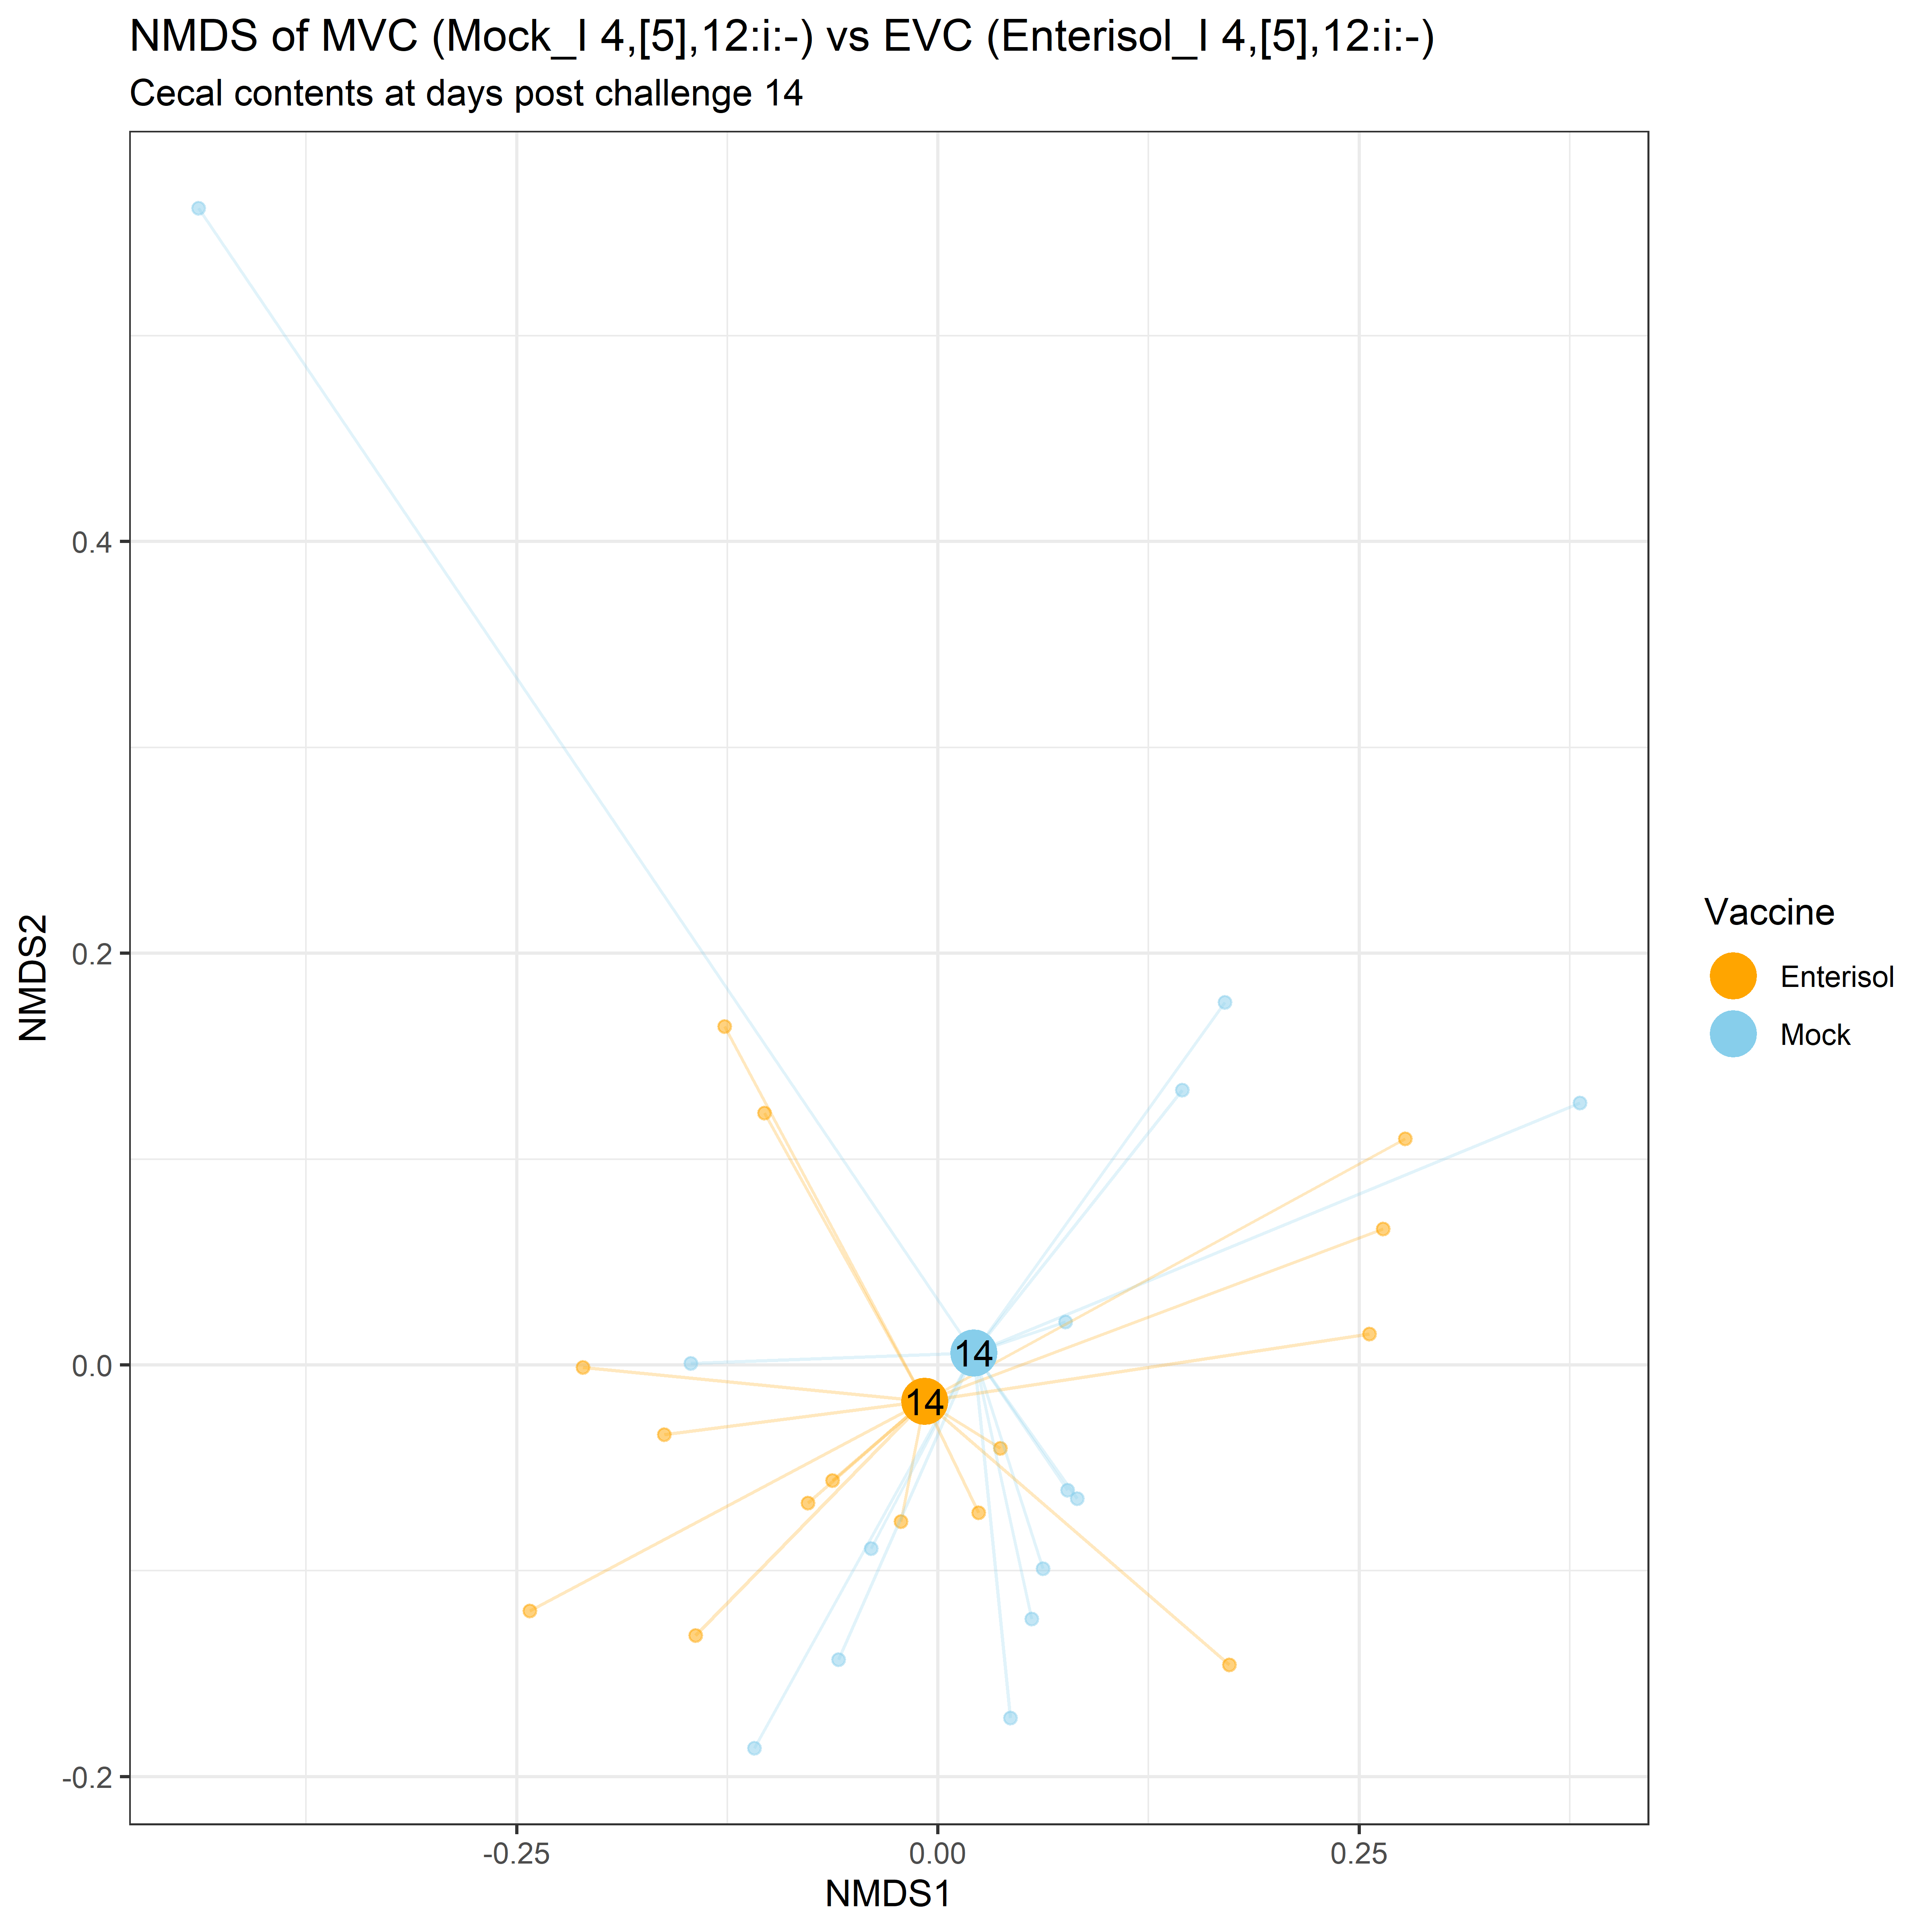 NMDS of MVC (Mock_I 4,[5],12:i:-) vs EVC (Enterisol_I 4,[5],12:i:-)
Cecal contents at days post challenge 14
NMDS2
0.4
0.2
0.0
-0.2
14
14
-0.25
0.00
0.25
NMDS1
Vaccine
Enterisol
Mock